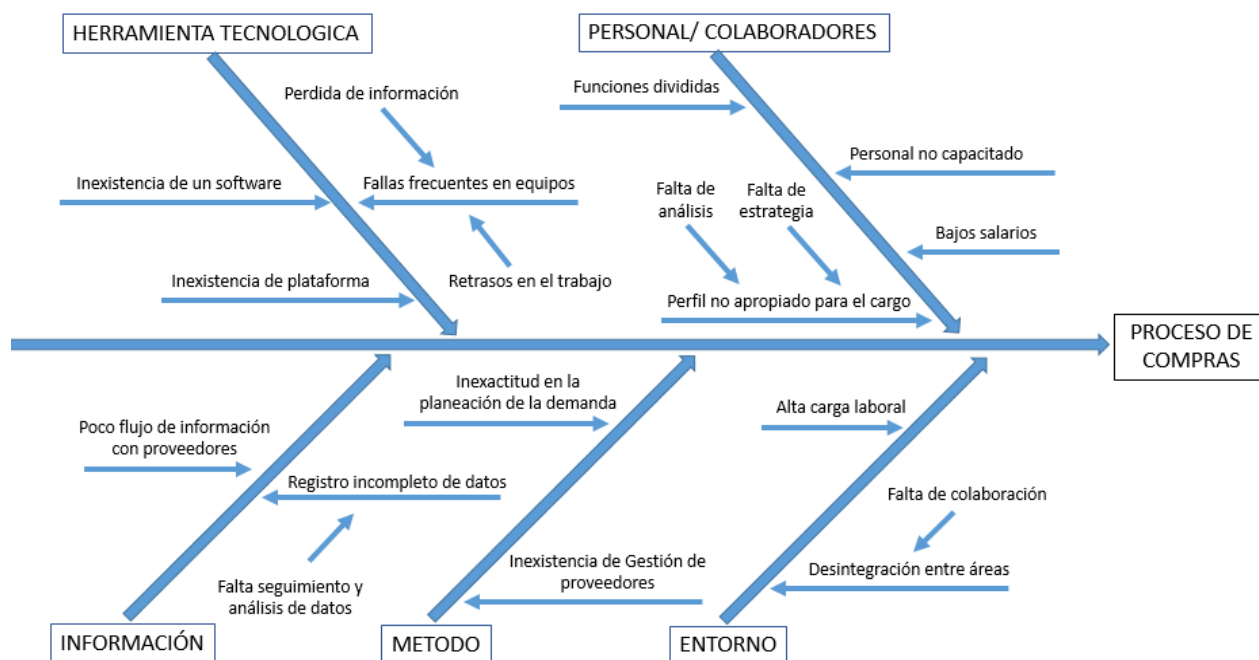 HERRAMIENTA TECNOLOGICA
PERSONAL/ COLABORADORES
Perdida de información
Funciones divididas
Inexistencia de un software
Fallas frecuentes en equipos
Personal no capacitado
Falta de
análisis
Falta de
estrategia
Bajos salarios
Inexistencia de plataforma
Retrasos en el trabajo
Perfil no apropiado para el cargo
PROCESO DE
COMPRAS
Inexactitud en la
planeación de la demanda
Alta carga laboral
Poco flujo de información
con proveedores
Registro incompleto de datos
Falta de colaboración
Inexistencia de Gestión de
proveedores
Desintegración entre áreas
Falta seguimiento y
análisis de datos
INFORMACIÓN
METODO
ENTORNO